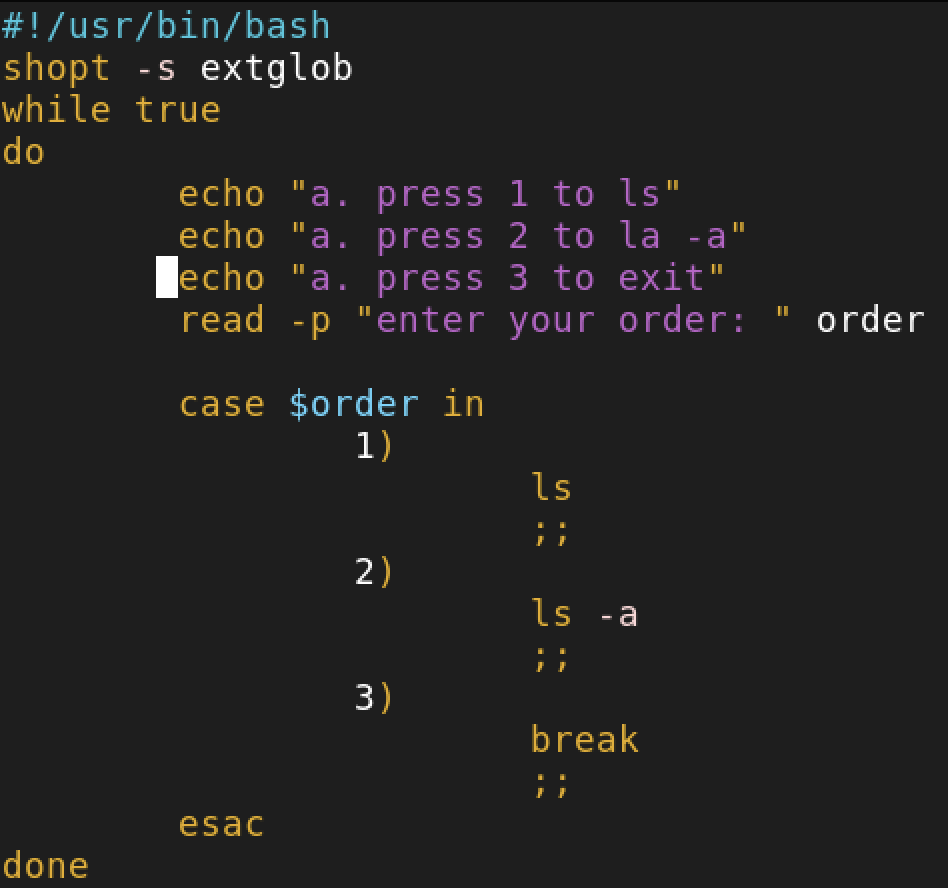 #!/usr/bin/bash
shopt -s extglob
while true
do
echo "a. press 1 to ls"
echo "a. press 2 to la -a"
echo "a. press 3 to exit"
read -p "enter your order: " order
case $order in
1)
ls
;;
2)
ls -a
;;
3)
break
;;
esac
done